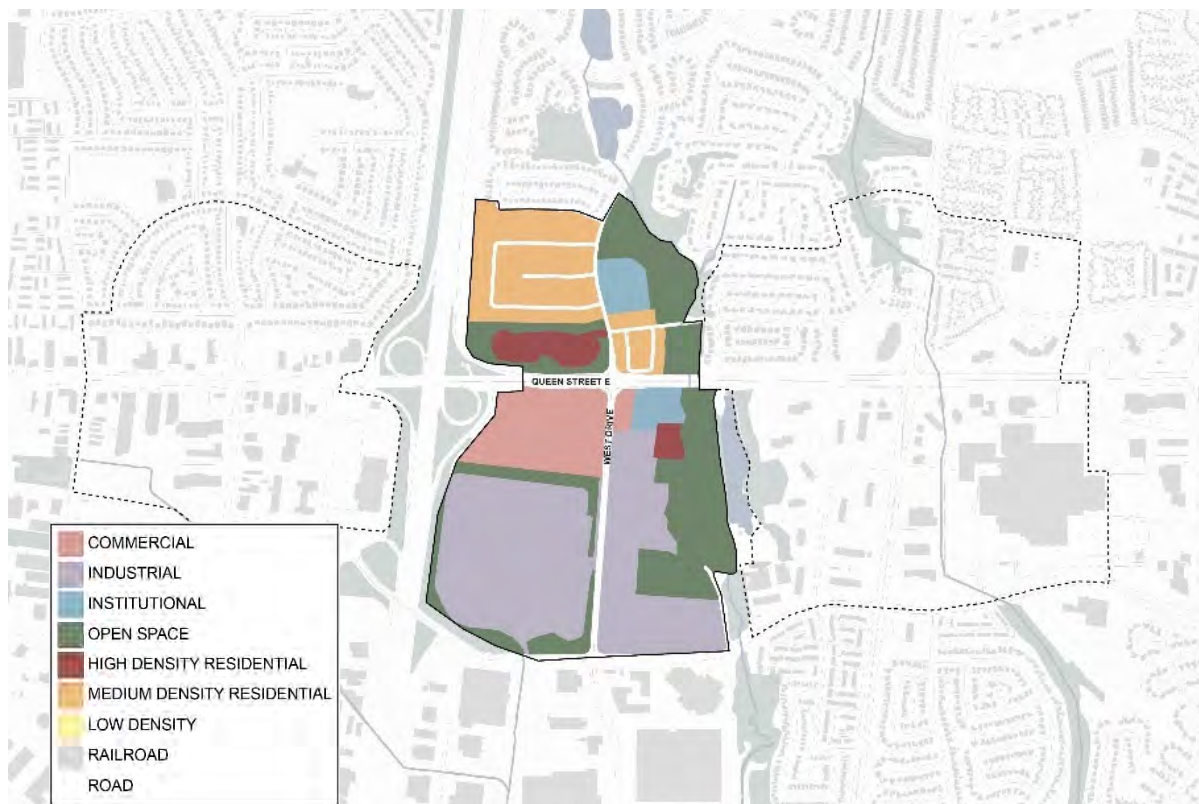 QUEEN STREET E
WEST DRIVE
COMMERCIAL
INDUSTRIAL
INSTITUTIONAL
OPEN SPACE
HIGH DENSITY RESIDENTIAL
MEDIUM DENSITY RESIDENTIAL
LOW DENSITY
RAILROAD
ROAD